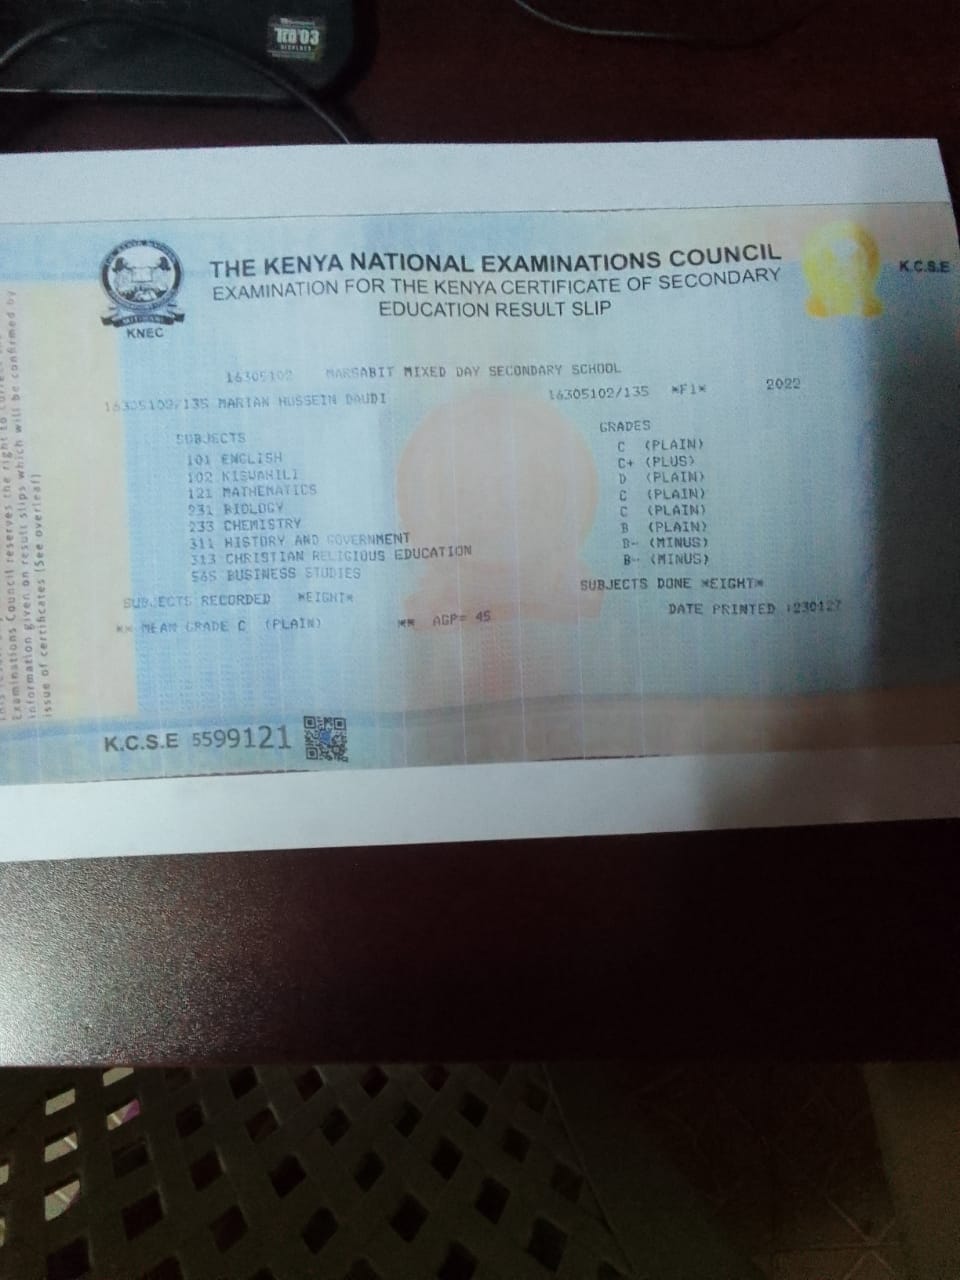 TCO'03
DISPLAYS
THE KENYA NATIONAL EXAMINATIONS COUNCIL
EXAMINATION FOR THE KENYA CERTIFICATE OF SECONDARY
EDUCATION RESULT SLIP
KNEC
K.C.S.E
16305102 MARSABIT MIXED DAY SECONDARY SCHOOL
16305102/135 MARIAN HUSSEIN DAUDI 16305102/135 *F1* 2022
SUBJECTS GRADES
101 ENGLISH C (PLAIN)
102 KISWAHILI C+ (PLUS)
121 MATHEMATICS D (PLAIN)
231 BIOLOGY C (PLAIN)
233 CHEMISTRY C (PLAIN)
311 HISTORY AND GOVERNMENT B (PLAIN)
313 CHRISTIAN RELIGIOUS EDUCATION B- (MINUS)
565 BUSINESS STUDIES B- (MINUS)
SUBJECTS RECORDED *EIGHT* SUBJECTS DONE *EIGHT*
** MEAN GRADE C (PLAIN) ** AGP= 45 DATE PRINTED :230127
K.C.S.E 5599121
Examinations Council reserves the right to correct the
information given on result slips which will be confirmed by
issue of certificates (See overleaf)